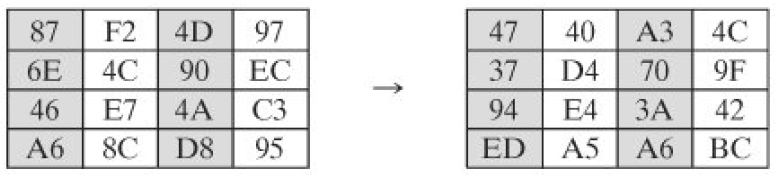 87 F2 4D 97 47 40 A3 4C
6E 4C 90 EC → 37 D4 70 9F
46 E7 4A C3 94 E4 3A 42
A6 8C D8 95 ED A5 A6 BC